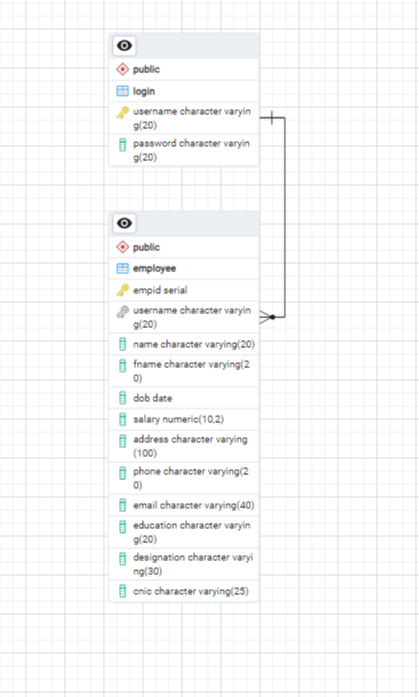 public
login
username character varyin
g(20)
password character varyin
g(20)
public
employee
empid serial
username character varyin
g(20)
name character varying(20)
fname character varying(2
0)
dob date
salary numeric(10,2)
address character varying
(100)
phone character varying(2
0)
email character varying(40)
education character varyin
g(20)
designation character varyi
ng(30)
cnic character varying(25)